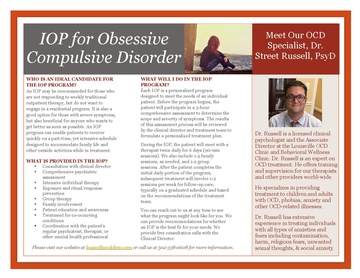 IOP for Obsessive
Compulsive Disorder
WHO IS AN IDEAL CANDIDATE FOR
THE IOP PROGRAM?
An IOP may be recommended for those who
are not responding to weekly traditional
outpatient therapy, but do not want to
engage in a residential program. It is also a
good option for those with severe symptoms,
but also beneficial for anyone who wants to
get better as soon as possible. An IOP
program can enable patients to recover
quickly on a part-time, yet intensive schedule
designed to accommodate family life and
other outside activities while in treatment.
WHAT IS PROVIDED IN THE IOP?
• Consultations with clinical director
• Comprehensive psychiatric
assessment
• Intensive individual therapy
• Exposure and ritual/response
prevention
• Group therapy
• Family involvement
• Patient education and awareness
• Treatment for co-occurring
conditions
• Coordination with the patient's
regular psychiatrist, therapist, or
other mental health professional
WHAT WILL I DO IN THE IOP
PROGRAM?
Each IOP is a personalized program
designed to meet the needs of an individual
patient. Before the program begins, the
patient will participate in a 3-hour
comprehensive assessment to determine the
scope and severity of symptoms. The results
of this assessment process will be reviewed
by the clinical director and treatment team to
formulate a personalized treatment plan.
During the IOP, the patient will meet with a
therapist twice daily for 6 days (90-min
sessions). We also include 1-2 family
sessions, as needed, and 1-2 group
sessions. After the patient completes the
initial daily portion of the program,
subsequent treatment will involve 1-2
sessions per week for follow-up care,
typically on a graduated schedule and based
on the recommendations of the treatment
team.
You can reach out to us at any time to see
what the program might look like for you. We
can provide recommendations for whether
an IOP is the best fit for your needs. We
provide free consultation calls with the
Clinical Director.
Please visit our website at louisvilleocdclinic.com or call us at 502-338-0608 for more information.
Meet Our OCD
Specialist, Dr.
Street Russell, PsyD
Dr. Russell is a licensed clinical
psychologist and the Associate
Director at the Louisville OCD
Clinic and Behavioral Wellness
Clinic. Dr. Russell is an expert on
OCD treatment. He offers training
and supervision for our therapists
and other providers world-wide.
He specializes in providing
treatment to children and adults
with OCD, phobias, anxiety and
other OCD-related illnesses.
Dr. Russell has extensive
experience in treating individuals
with all types of anxieties and
fears including contamination,
harm, religious fears, unwanted
sexual thoughts, & social anxiety.